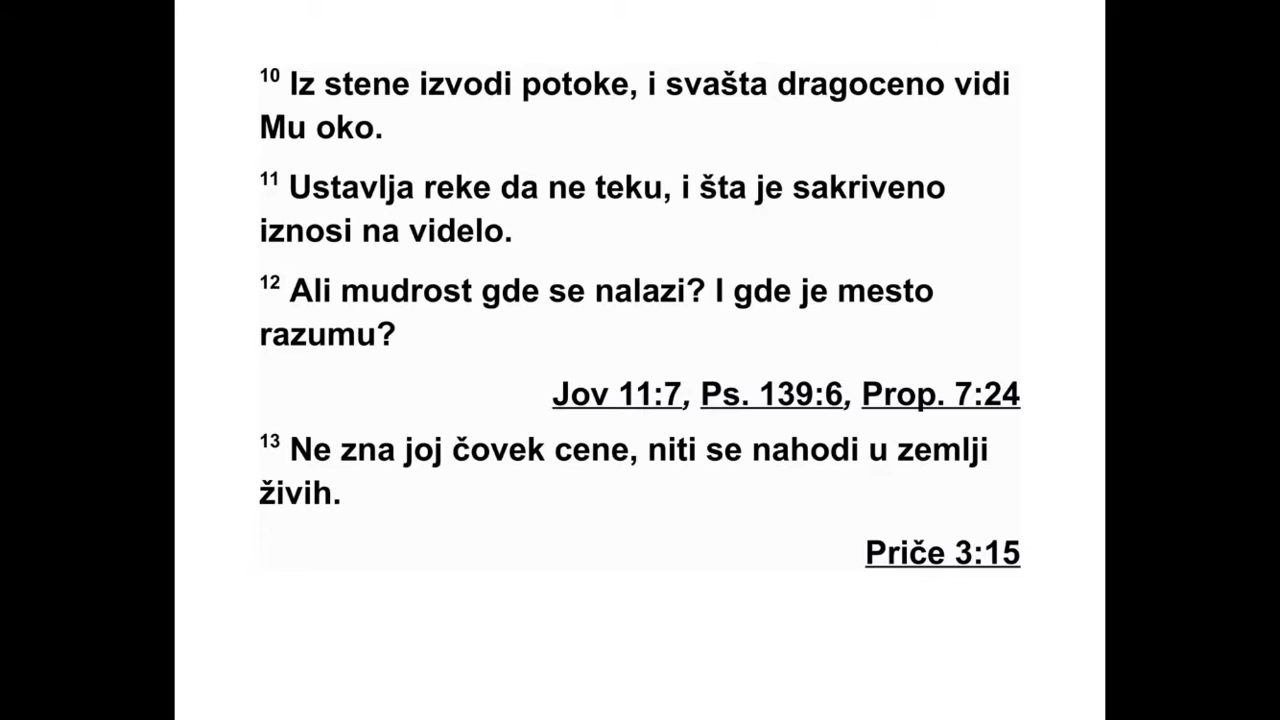 10 Iz stene izvodi potoke, i svašta dragoceno vidi
Mu oko.
11 Ustavlja reke da ne teku, i šta je sakriveno
iznosi na videlo.
12 Ali mudrost gde se nalazi? I gde je mesto
razumu?
Jov 11:7, Ps. 139:6, Prop. 7:24
13 Ne zna joj čovek cene, niti se nahodi u zemlji
živih.
Priče 3:15